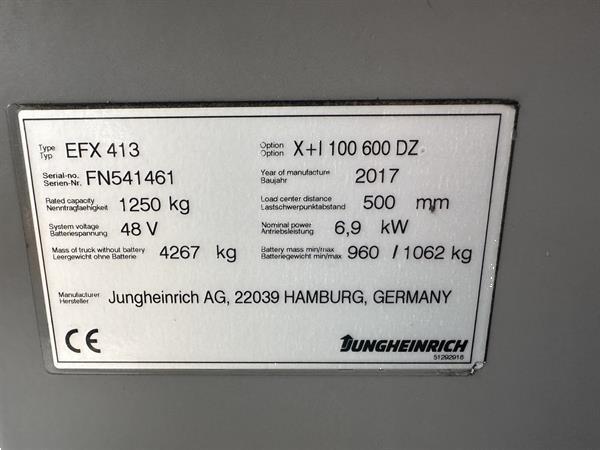 Type EFX 413 Option X+I 100 600 DZ
Typ Option
Serial-no. FN541461 Year of manufacture 2017
Serien-Nr. Baujahr
Rated capacity 1250 kg Load center distance 500 mm
Nenntragfaehigkeit Lastschwerpunktabstand
System voltage 48 V Nominal power 6,9 kW
Batteriespannung Antriebsleistung
Mass of truck without battery 4267 kg Battery mass min/max 960 / 1062 kg
Leergewicht ohne Batterie Batteriegewicht min/max
Manufacturer Jungheinrich AG, 22039 HAMBURG, GERMANY
Hersteller
CE JUNGHEINRICH
51292918